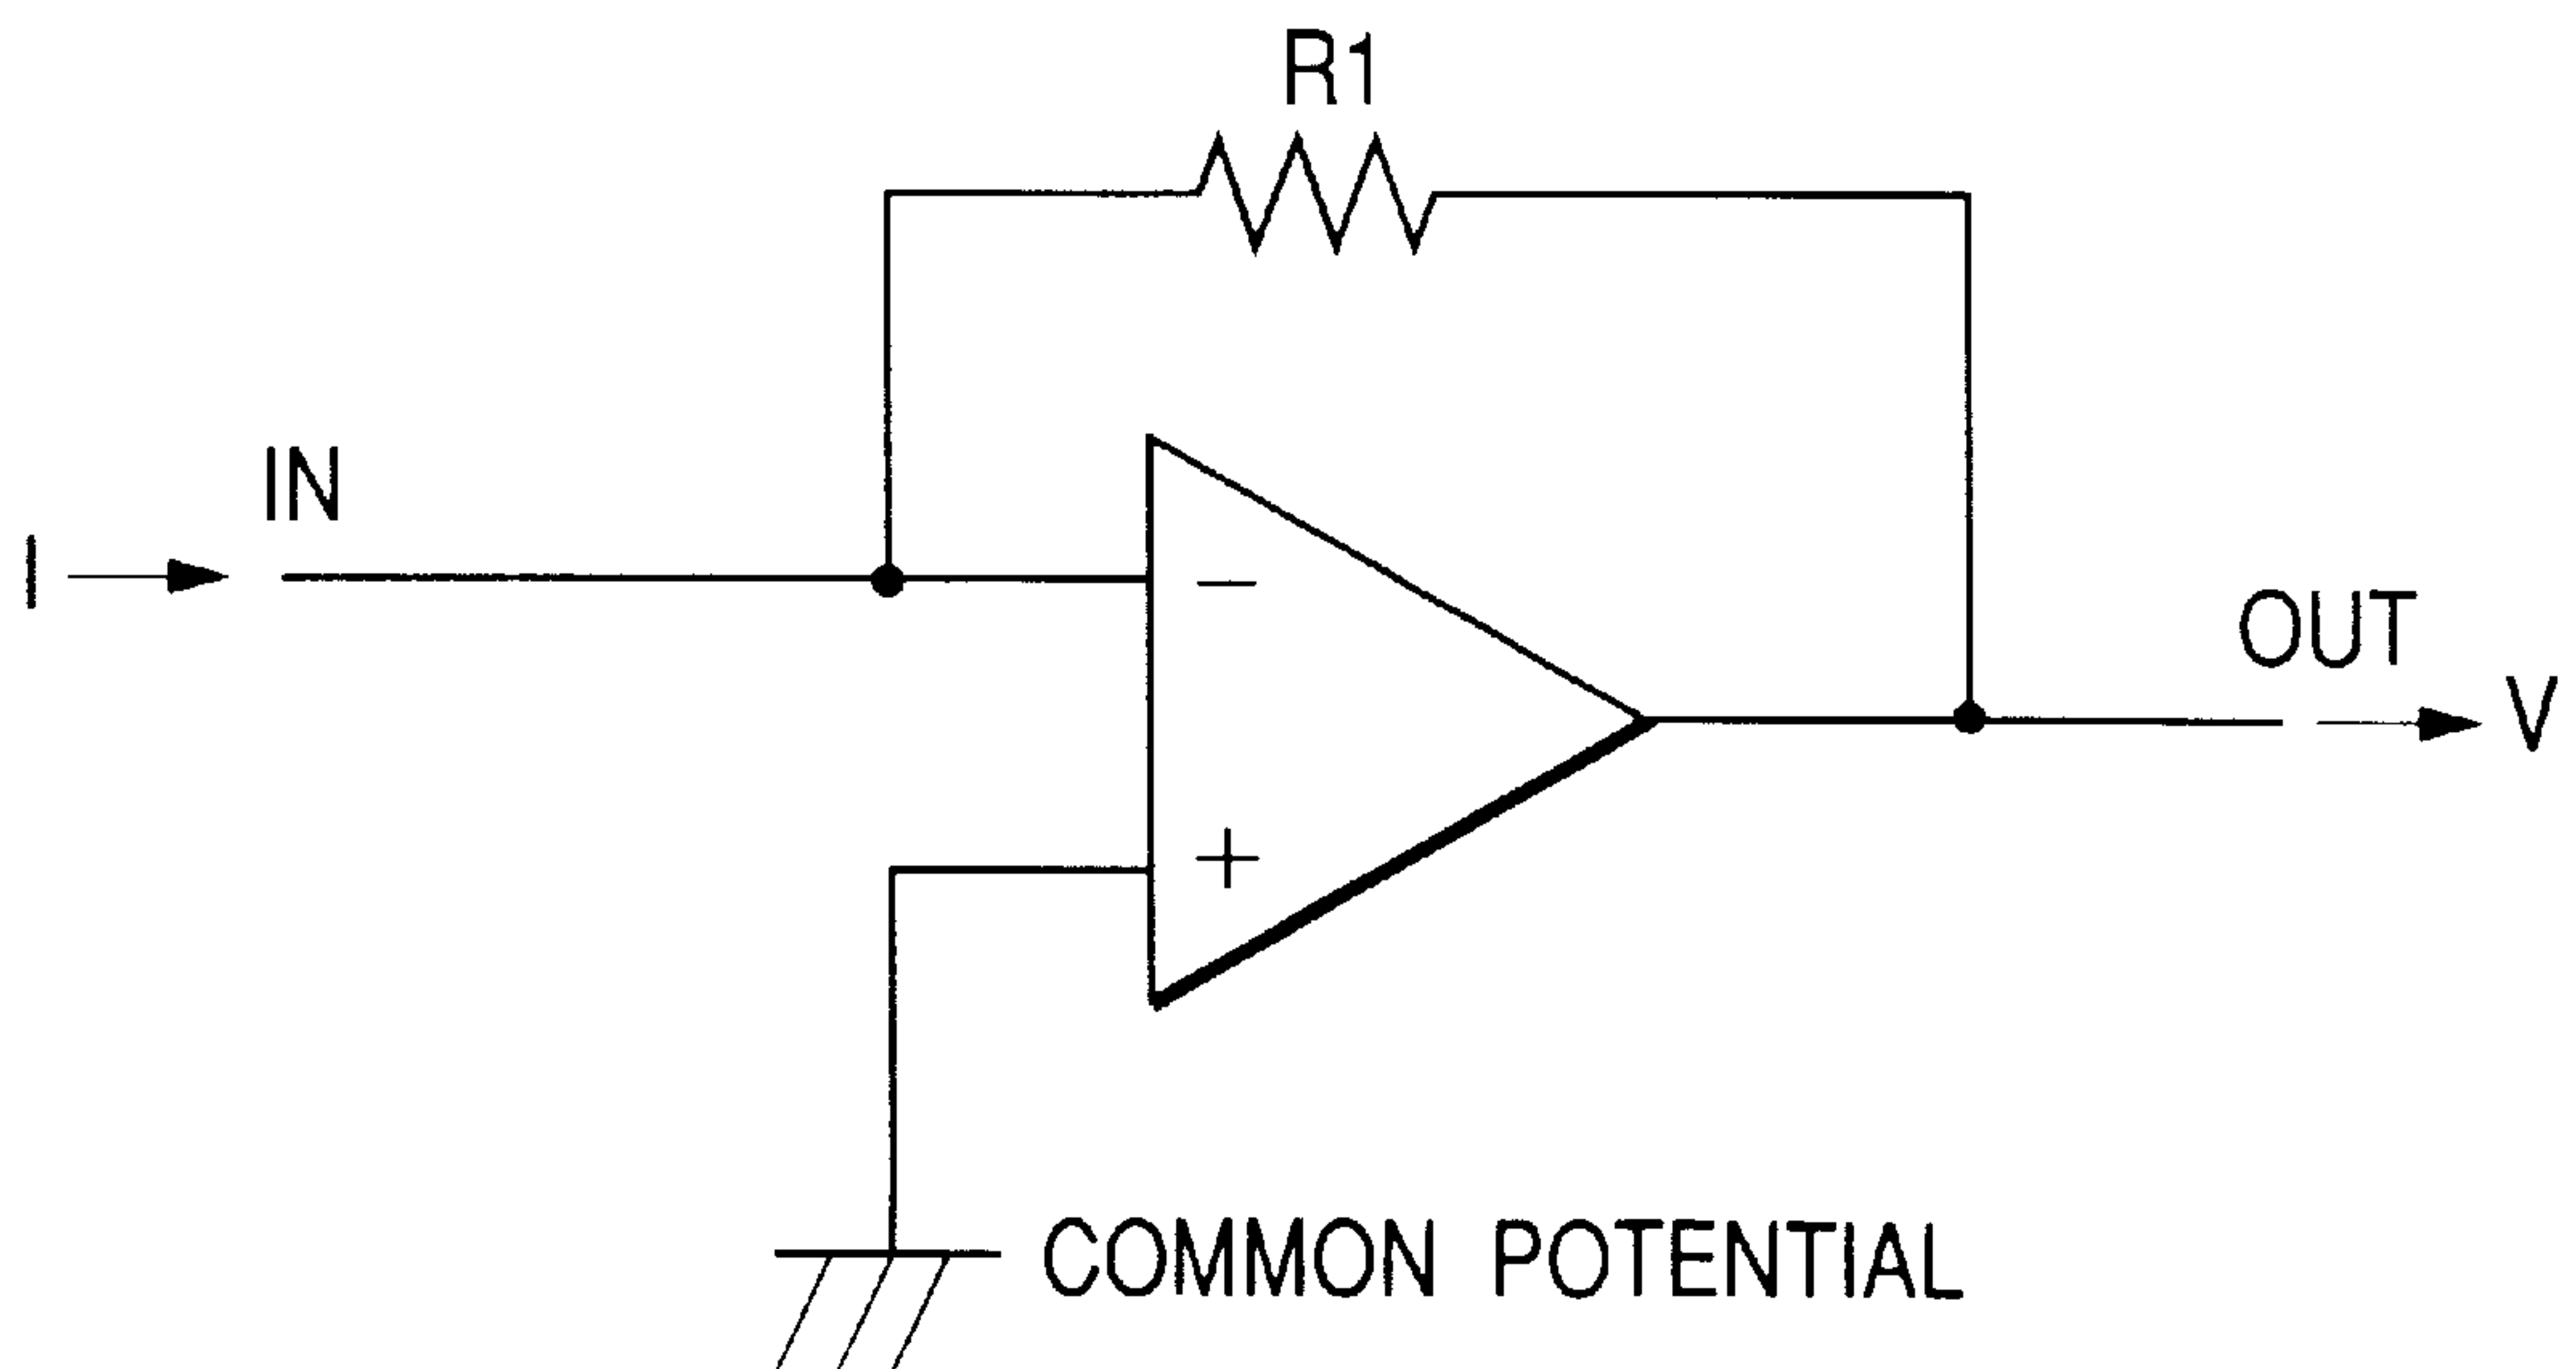 R1
IN
I
OUT
V
−
+
COMMON POTENTIAL